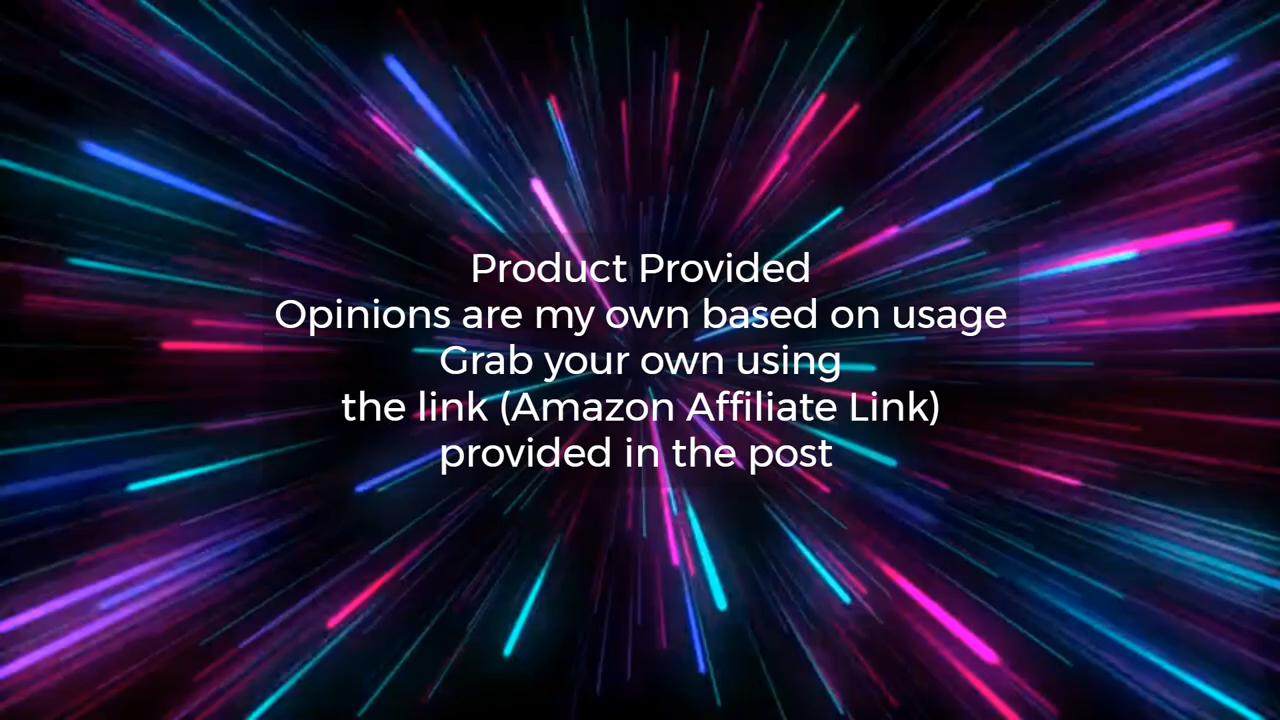 Product Provided
Opinions are my own based on usage
Grab your own using
the link (Amazon Affiliate Link)
provided in the post